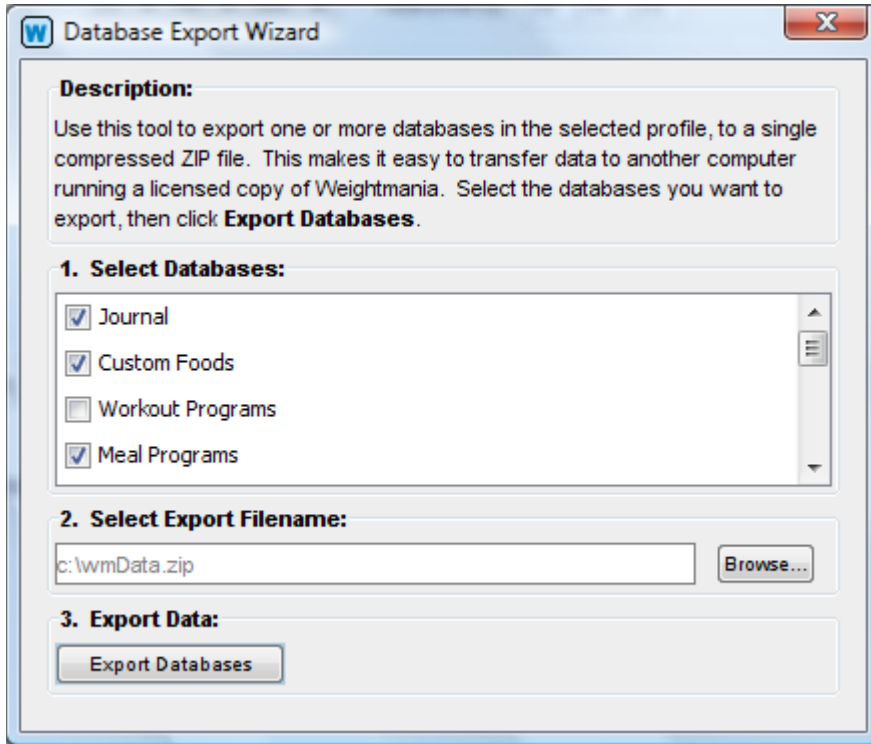 W Database Export Wizard
Description:
Use this tool to export one or more databases in the selected profile, to a single
compressed ZIP file.  This makes it easy to transfer data to another computer
running a licensed copy of Weightmania.  Select the databases you want to
export, then click Export Databases.
1.  Select Databases:
Journal
Custom Foods
Workout Programs
Meal Programs
2.  Select Export Filename:
c:\wmData.zip
Browse...
3.  Export Data:
Export Databases